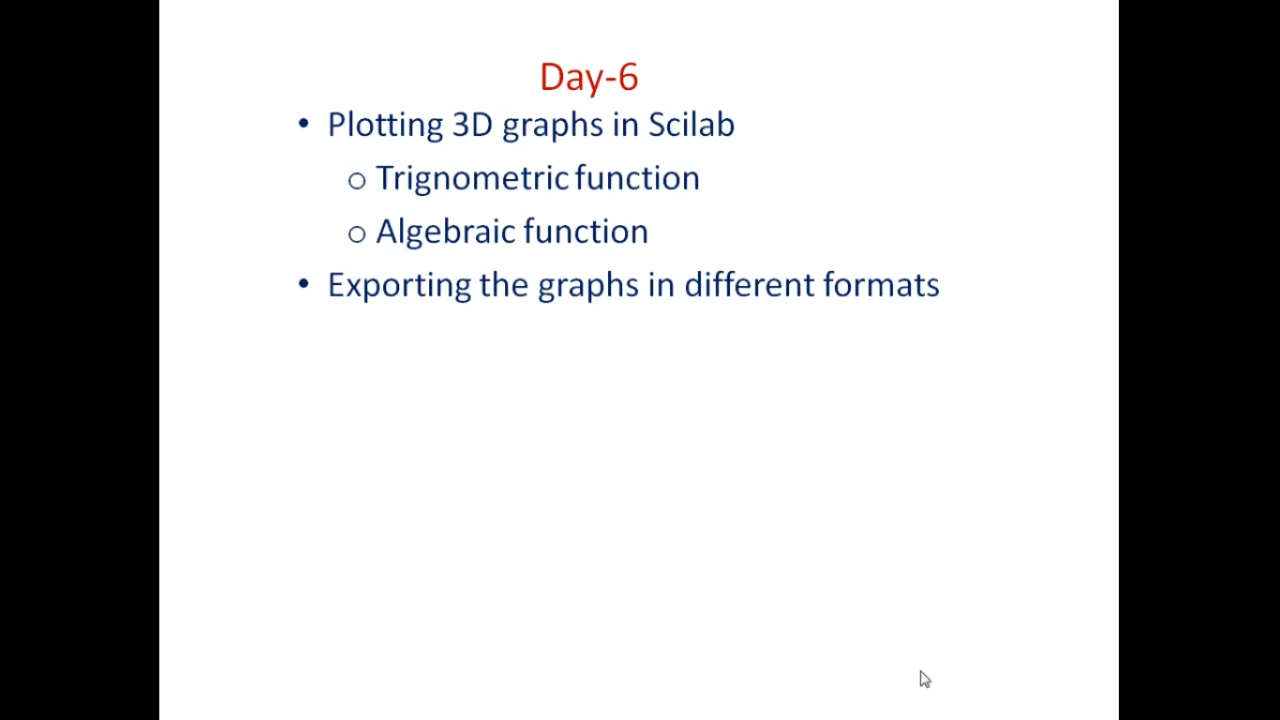 Day-6
• Plotting 3D graphs in Scilab
o Trignometric function
o Algebraic function
• Exporting the graphs in different formats